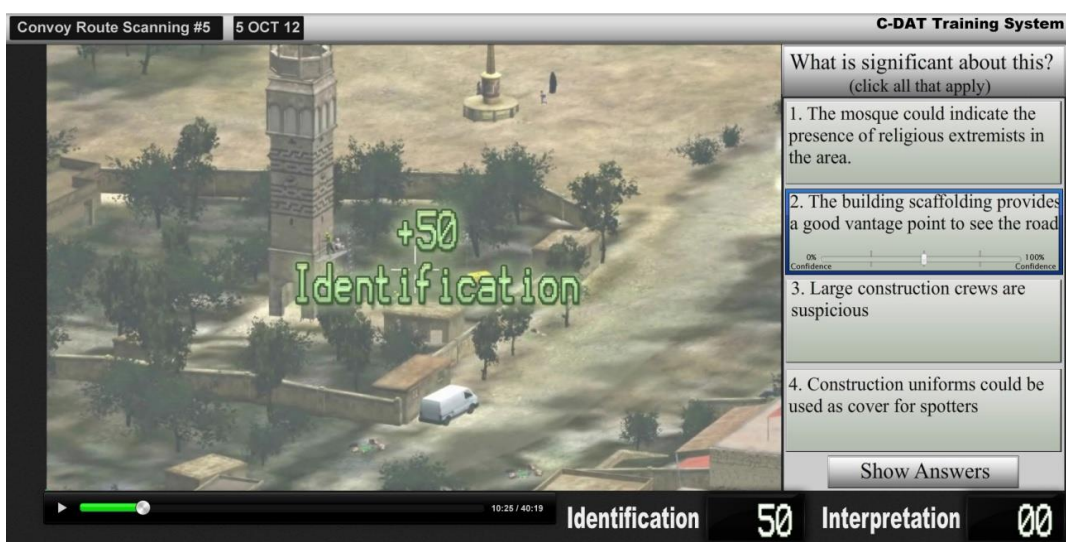 Convoy Route Scanning #5
5 OCT 12
C-DAT Training System
+50
Identification
What is significant about this?
(click all that apply)
1. The mosque could indicate the
presence of religious extremists in
the area.
2. The building scaffolding provides
a good vantage point to see the road
0%
Confidence
100%
Confidence
3. Large construction crews are
suspicious
4. Construction uniforms could be
used as cover for spotters
Show Answers
10:25 / 40:19
Identification 50
Interpretation 00